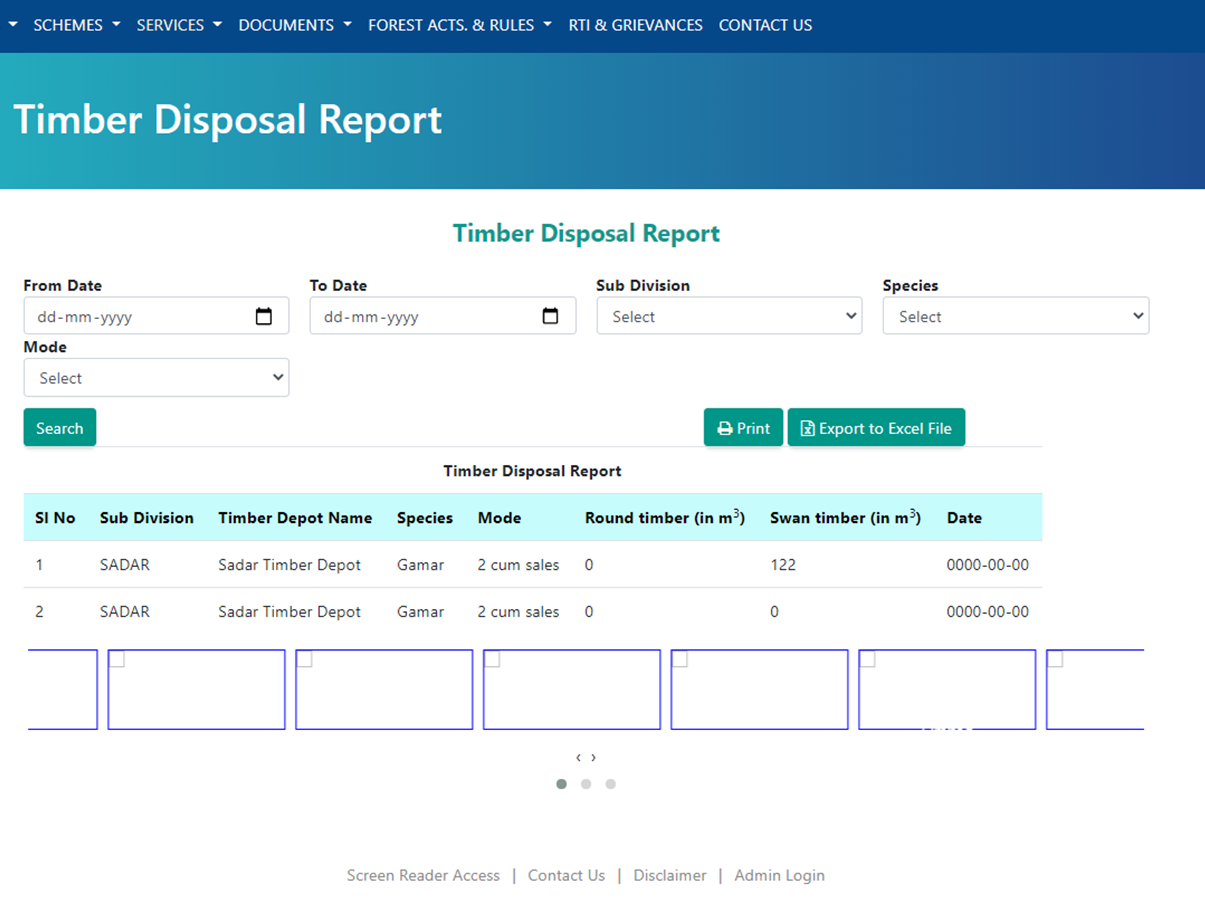 SCHEMES SERVICES DOCUMENTS FOREST ACTS. & RULES RTI & GRIEVANCES CONTACT US
Timber Disposal Report
Timber Disposal Report
From Date To Date Sub Division Species
dd-mm-yyyy dd-mm-yyyy Select Select
Mode
Select
Search Print Export to Excel File
Timber Disposal Report
Sl No Sub Division Timber Depot Name Species Mode Round timber (in m³) Swan timber (in m³) Date
1 SADAR Sadar Timber Depot Gamar 2 cum sales 0 122 0000-00-00
2 SADAR Sadar Timber Depot Gamar 2 cum sales 0 0 0000-00-00
‹ ›
Screen Reader Access | Contact Us | Disclaimer | Admin Login